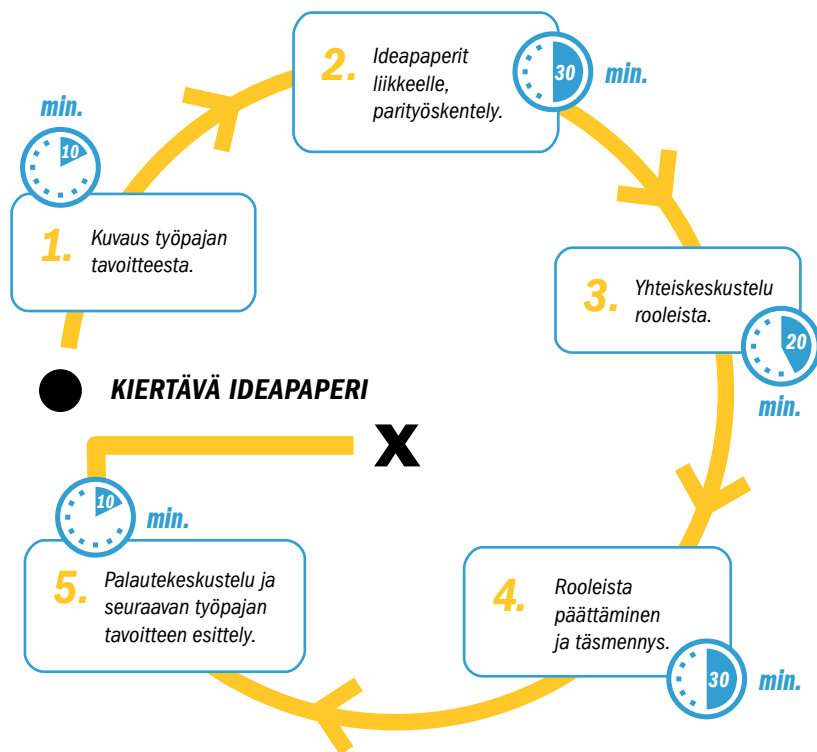 KIERTÄVÄ IDEAPAPERI
min.
10
1.
Kuvaus työpajan
tavoitteesta.
2.
Ideapaperit
liikkeelle,
parityöskentely.
30
min.
3.
Yhteiskeskustelu
rooleista.
20
min.
4.
Rooleista
päättäminen
ja täsmennys.
30
min.
5.
Palautekeskustelu ja
seuraavan työpajan
tavoitteen esittely.
10
min.
X